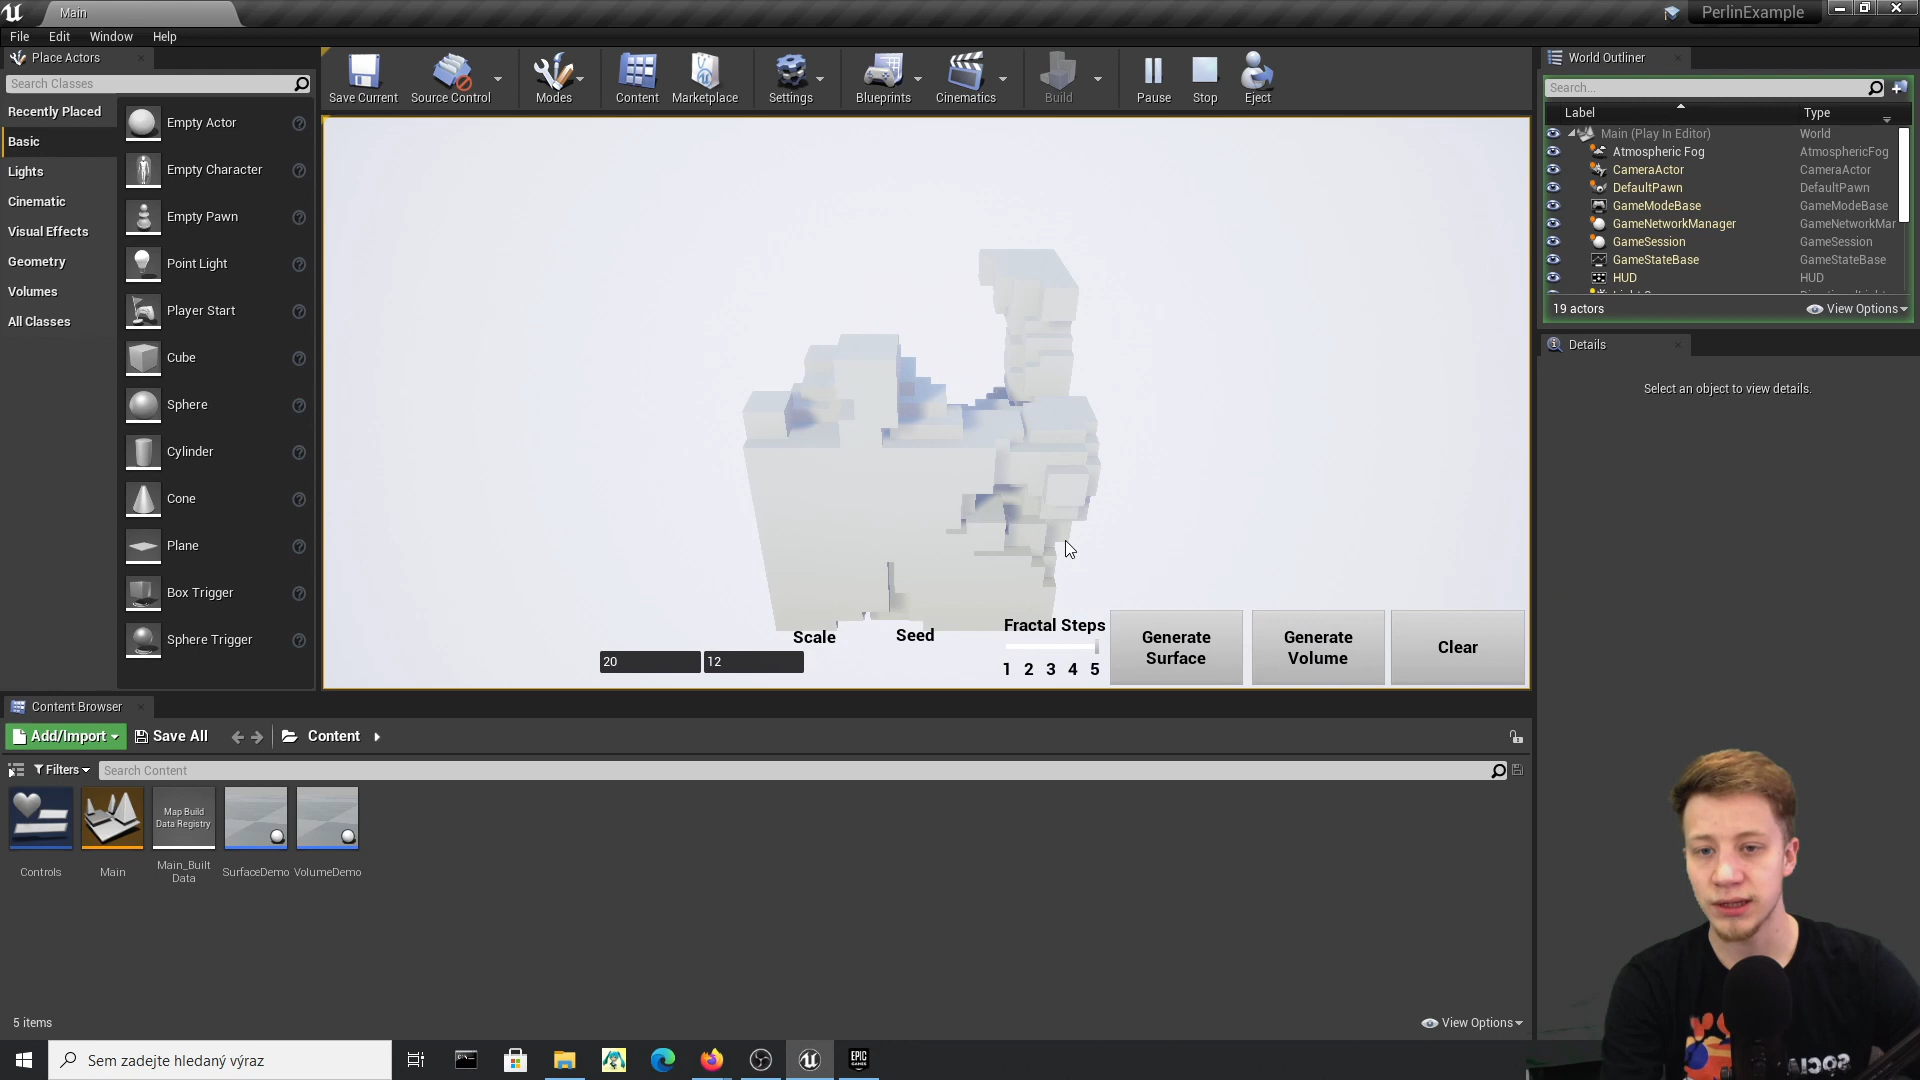 Main
PerlinExample
File Edit Window Help
Place Actors
Search Classes
Recently Placed
Basic
Lights
Cinematic
Visual Effects
Geometry
Volumes
All Classes
Empty Actor
Empty Character
Empty Pawn
Point Light
Player Start
Cube
Sphere
Cylinder
Cone
Plane
Box Trigger
Sphere Trigger
Save Current
Source Control
Modes
Content
Marketplace
Settings
Blueprints
Cinematics
Build
Pause
Stop
Eject
Scale
Seed
20
12
Fractal Steps
1 2 3 4 5
Generate
Surface
Generate
Volume
Clear
World Outliner
Search...
Label Type
Main (Play In Editor) World
Atmospheric Fog AtmosphericFog
CameraActor CameraActor
DefaultPawn DefaultPawn
GameModeBase GameModeBase
GameNetworkManager GameNetworkMar
GameSession GameSession
GameStateBase GameStateBase
HUD HUD
19 actors
View Options
Details
Select an object to view details.
Content Browser
Add/Import
Save All
Content
Filters
Search Content
Map Build
Data Registry
Controls
Main
Main_Built
Data
SurfaceDemo
VolumeDemo
5 items
View Options
Sem zadejte hledaný výraz
EPIC
GAMES